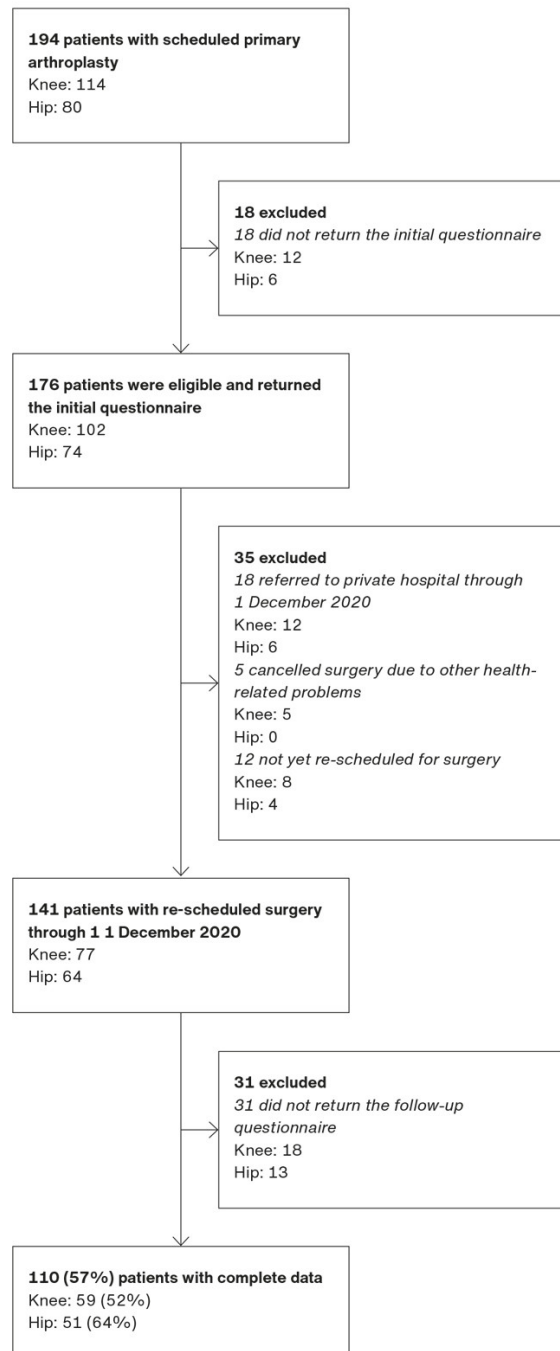 194 patients with scheduled primary
arthroplasty
Knee: 114
Hip: 80
18 excluded
18 did not return the initial questionnaire
Knee: 12
Hip: 6
176 patients were eligible and returned
the initial questionnaire
Knee: 102
Hip: 74
35 excluded
18 referred to private hospital through
1 December 2020
Knee: 12
Hip: 6
5 cancelled surgery due to other health-
related problems
Knee: 5
Hip: 0
12 not yet re-scheduled for surgery
Knee: 8
Hip: 4
141 patients with re-scheduled surgery
through 1 1 December 2020
Knee: 77
Hip: 64
31 excluded
31 did not return the follow-up
questionnaire
Knee: 18
Hip: 13
110 (57%) patients with complete data
Knee: 59 (52%)
Hip: 51 (64%)